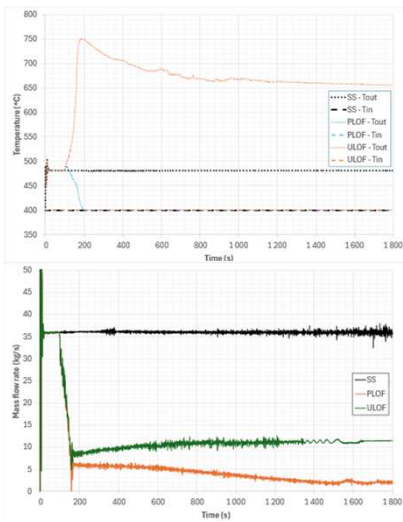 800
750
700
650
600
550
500
450
400
350
Temperature (ºC)
SS - Tout
SS - Tin
PLOF - Tout
PLOF - Tin
ULOF - Tout
ULOF - Tin
0 200 400 600 800 1 000 1 200 1 400 1 600 1 800
Time (s)
50
45
40
35
30
25
20
15
10
5
0
Mass flow rate (kg/s)
SS
PLOF
ULOF
0 200 400 600 800 1 000 1 200 1 400 1 600 1 800
Time (s)